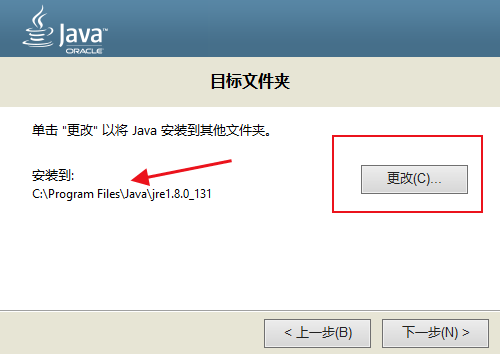 Java™
ORACLE
目标文件夹
单击 "更改" 以将 Java 安装到其他文件夹。
安装到:
C:\Program Files\Java\jre1.8.0_131
更改(C)...
< 上一步(B)
下一步(N) >